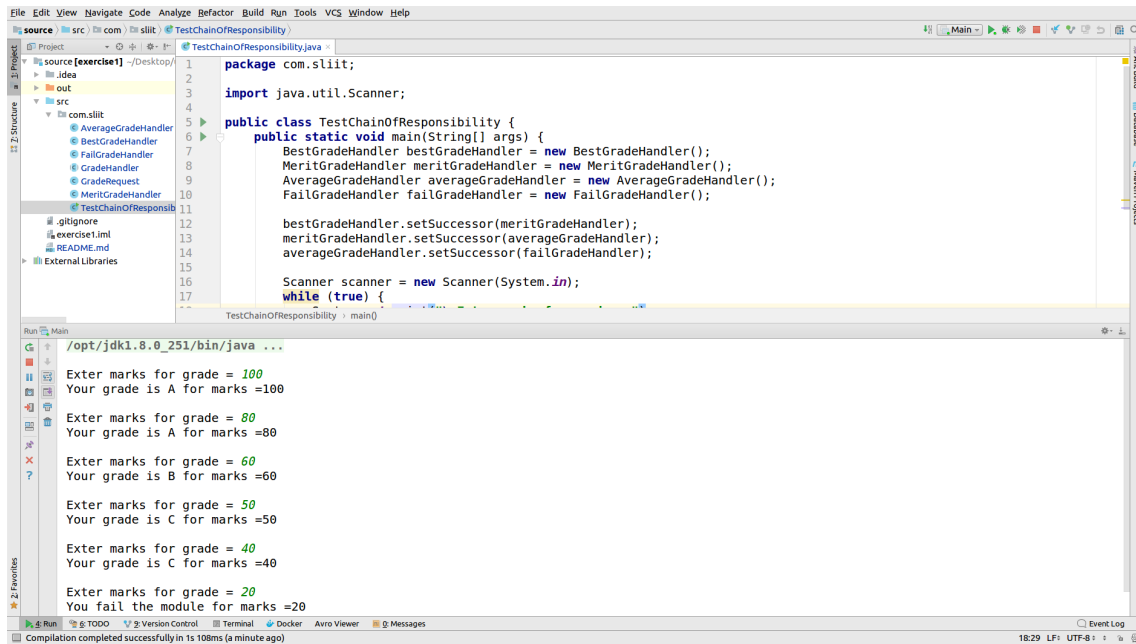 File Edit View Navigate Code Analyze Refactor Build Run Tools VCS Window Help
source src com sliit TestChainOfResponsibility Main
Project TestChainOfResponsibility.java
1: Project
Z: Structure
2: Favorites
source [exercise1] ~/Desktop/
.idea
out
src
com.sliit
AverageGradeHandler
BestGradeHandler
FailGradeHandler
GradeHandler
GradeRequest
MeritGradeHandler
TestChainOfResponsib
.gitignore
exercise1.iml
README.md
External Libraries
1 package com.sliit;
2
3 import java.util.Scanner;
4
5 public class TestChainOfResponsibility {
6 public static void main(String[] args) {
7 BestGradeHandler bestGradeHandler = new BestGradeHandler();
8 MeritGradeHandler meritGradeHandler = new MeritGradeHandler();
9 AverageGradeHandler averageGradeHandler = new AverageGradeHandler();
10 FailGradeHandler failGradeHandler = new FailGradeHandler();
11
12 bestGradeHandler.setSuccessor(meritGradeHandler);
13 meritGradeHandler.setSuccessor(averageGradeHandler);
14 averageGradeHandler.setSuccessor(failGradeHandler);
15
16 Scanner scanner = new Scanner(System.in);
17 while (true) {
TestChainOfResponsibility › main()
Run Main
/opt/jdk1.8.0_251/bin/java ...
Exter marks for grade = 100
Your grade is A for marks =100
Exter marks for grade = 80
Your grade is A for marks =80
Exter marks for grade = 60
Your grade is B for marks =60
Exter marks for grade = 50
Your grade is C for marks =50
Exter marks for grade = 40
Your grade is C for marks =40
Exter marks for grade = 20
You fail the module for marks =20
4: Run 6: TODO 9: Version Control Terminal Docker Avro Viewer 0: Messages Event Log
Compilation completed successfully in 1s 108ms (a minute ago) 18:29 LF÷ UTF-8÷